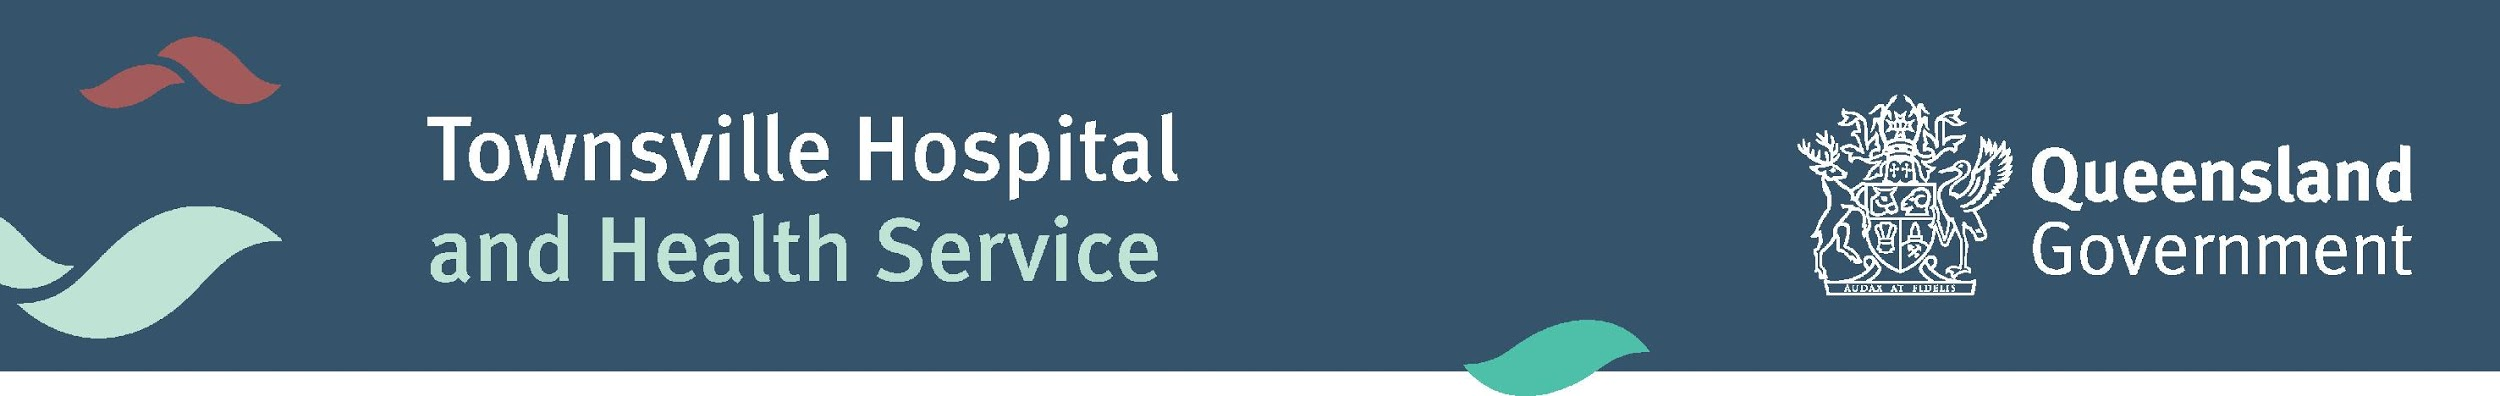 Townsville Hospital
and Health Service
Queensland
Government
AUDAX AT FIDELIS